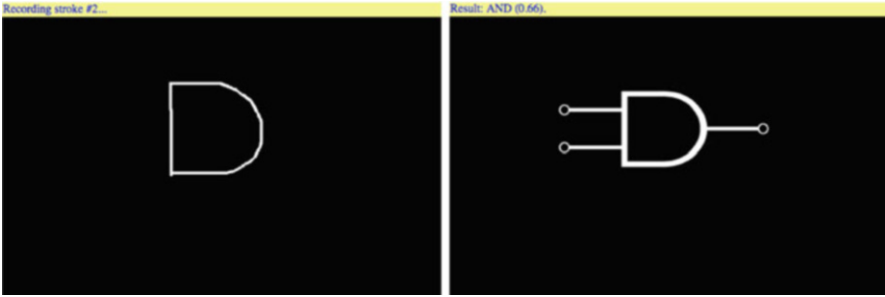 Recording stroke #2...
Result: AND (0.66).